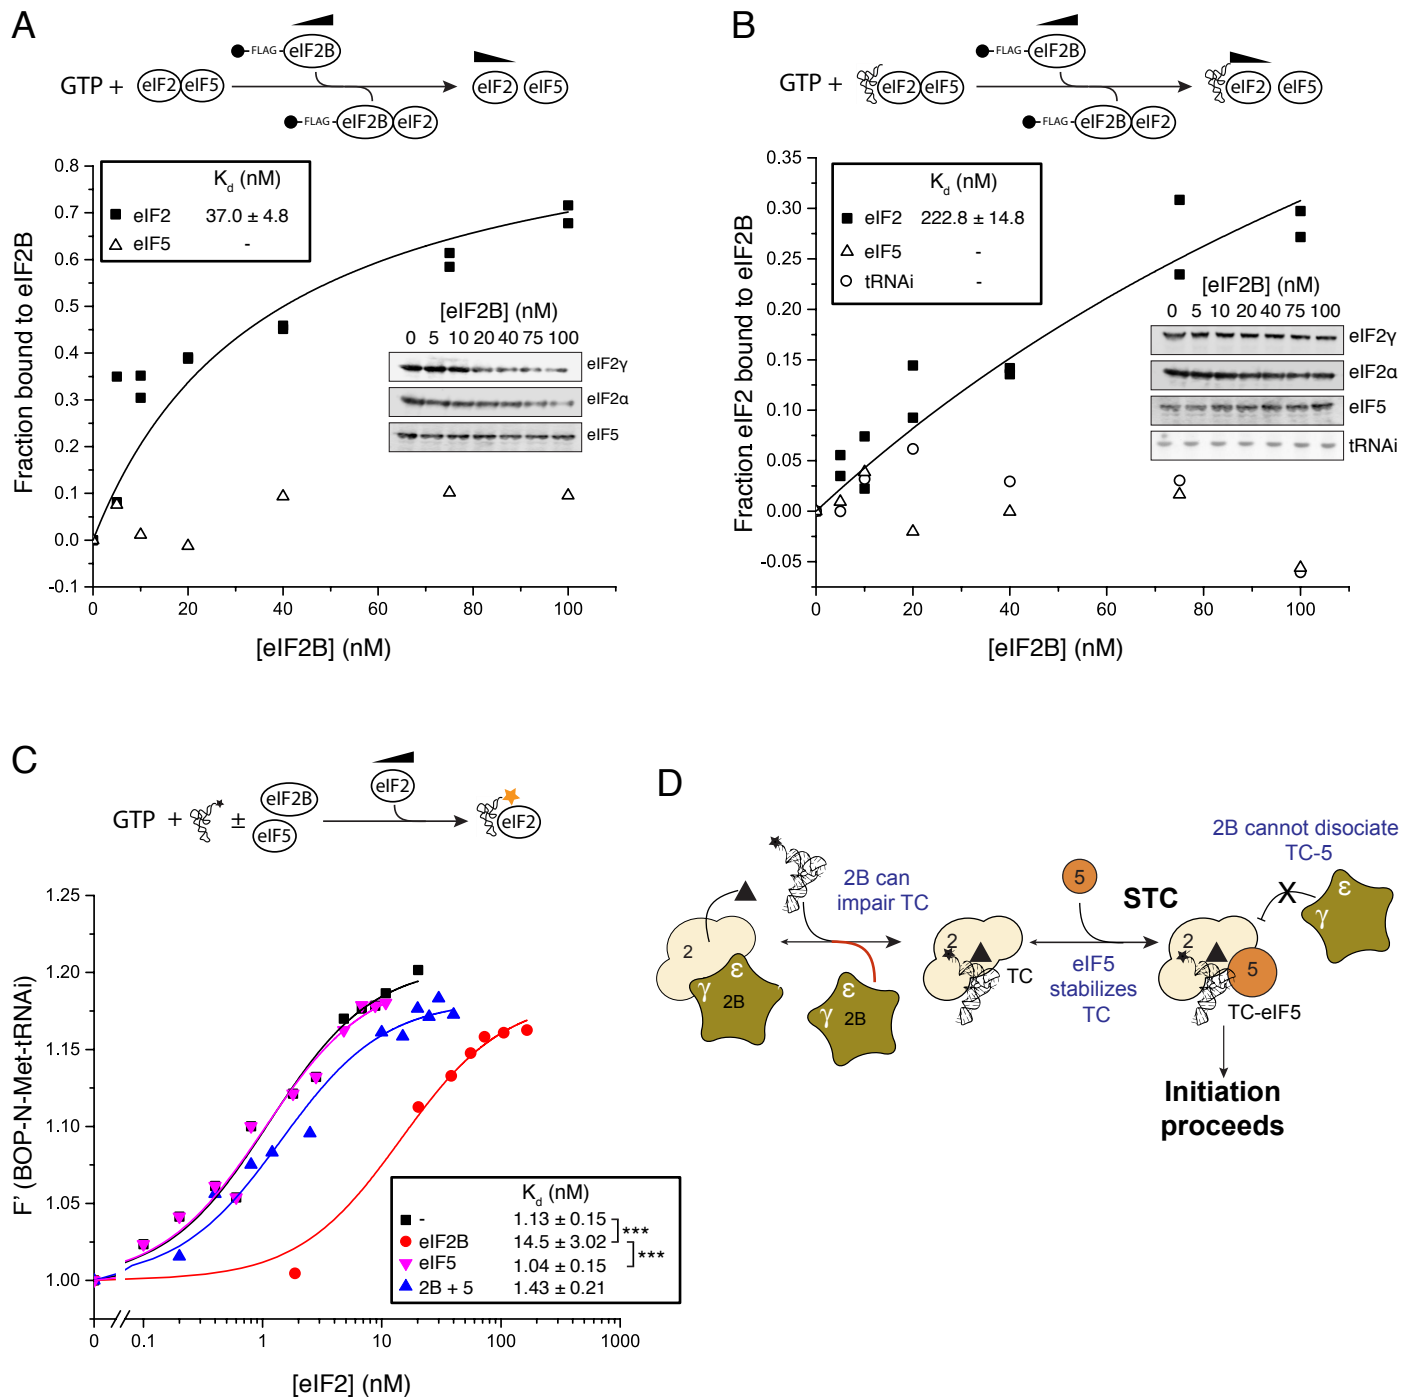 A
FLAG
eIF2B
GTP +
eIF2
eIF5
eIF2
eIF5
FLAG
eIF2B
eIF2
Fraction bound to eIF2B
0.8
0.7
0.6
0.5
0.4
0.3
0.2
0.1
0.0
-0.1
Kd (nM)
eIF2 37.0 ± 4.8
eIF5 -
[eIF2B] (nM)
0 5 10 20 40 75 100
eIF2γ
eIF2α
eIF5
0 20 40 60 80 100
[eIF2B] (nM)
B
FLAG
eIF2B
GTP +
eIF2
eIF5
eIF2
eIF5
FLAG
eIF2B
eIF2
Fraction eIF2 bound to eIF2B
0.35
0.30
0.25
0.20
0.15
0.10
0.05
0.00
-0.05
Kd (nM)
eIF2 222.8 ± 14.8
eIF5 -
tRNAi -
[eIF2B] (nM)
0 5 10 20 40 75 100
eIF2γ
eIF2α
eIF5
tRNAi
0 20 40 60 80 100
[eIF2B] (nM)
C
GTP + ±
eIF2B
eIF5
eIF2
eIF2
F' (BOP-N-Met-tRNAi)
1.25
1.20
1.15
1.10
1.05
1.00
Kd (nM)
- 1.13 ± 0.15
eIF2B 14.5 ± 3.02
eIF5 1.04 ± 0.15
2B + 5 1.43 ± 0.21
***
***
0 0.1 1 10 100 1000
[eIF2] (nM)
D
2
ε
γ
2B
2B can
impair TC
ε
γ
2B
2
TC
5
STC
eIF5
stabilizes
TC
2B cannot disociate
TC-5
X
ε
γ
2
5
TC-eIF5
Initiation
proceeds